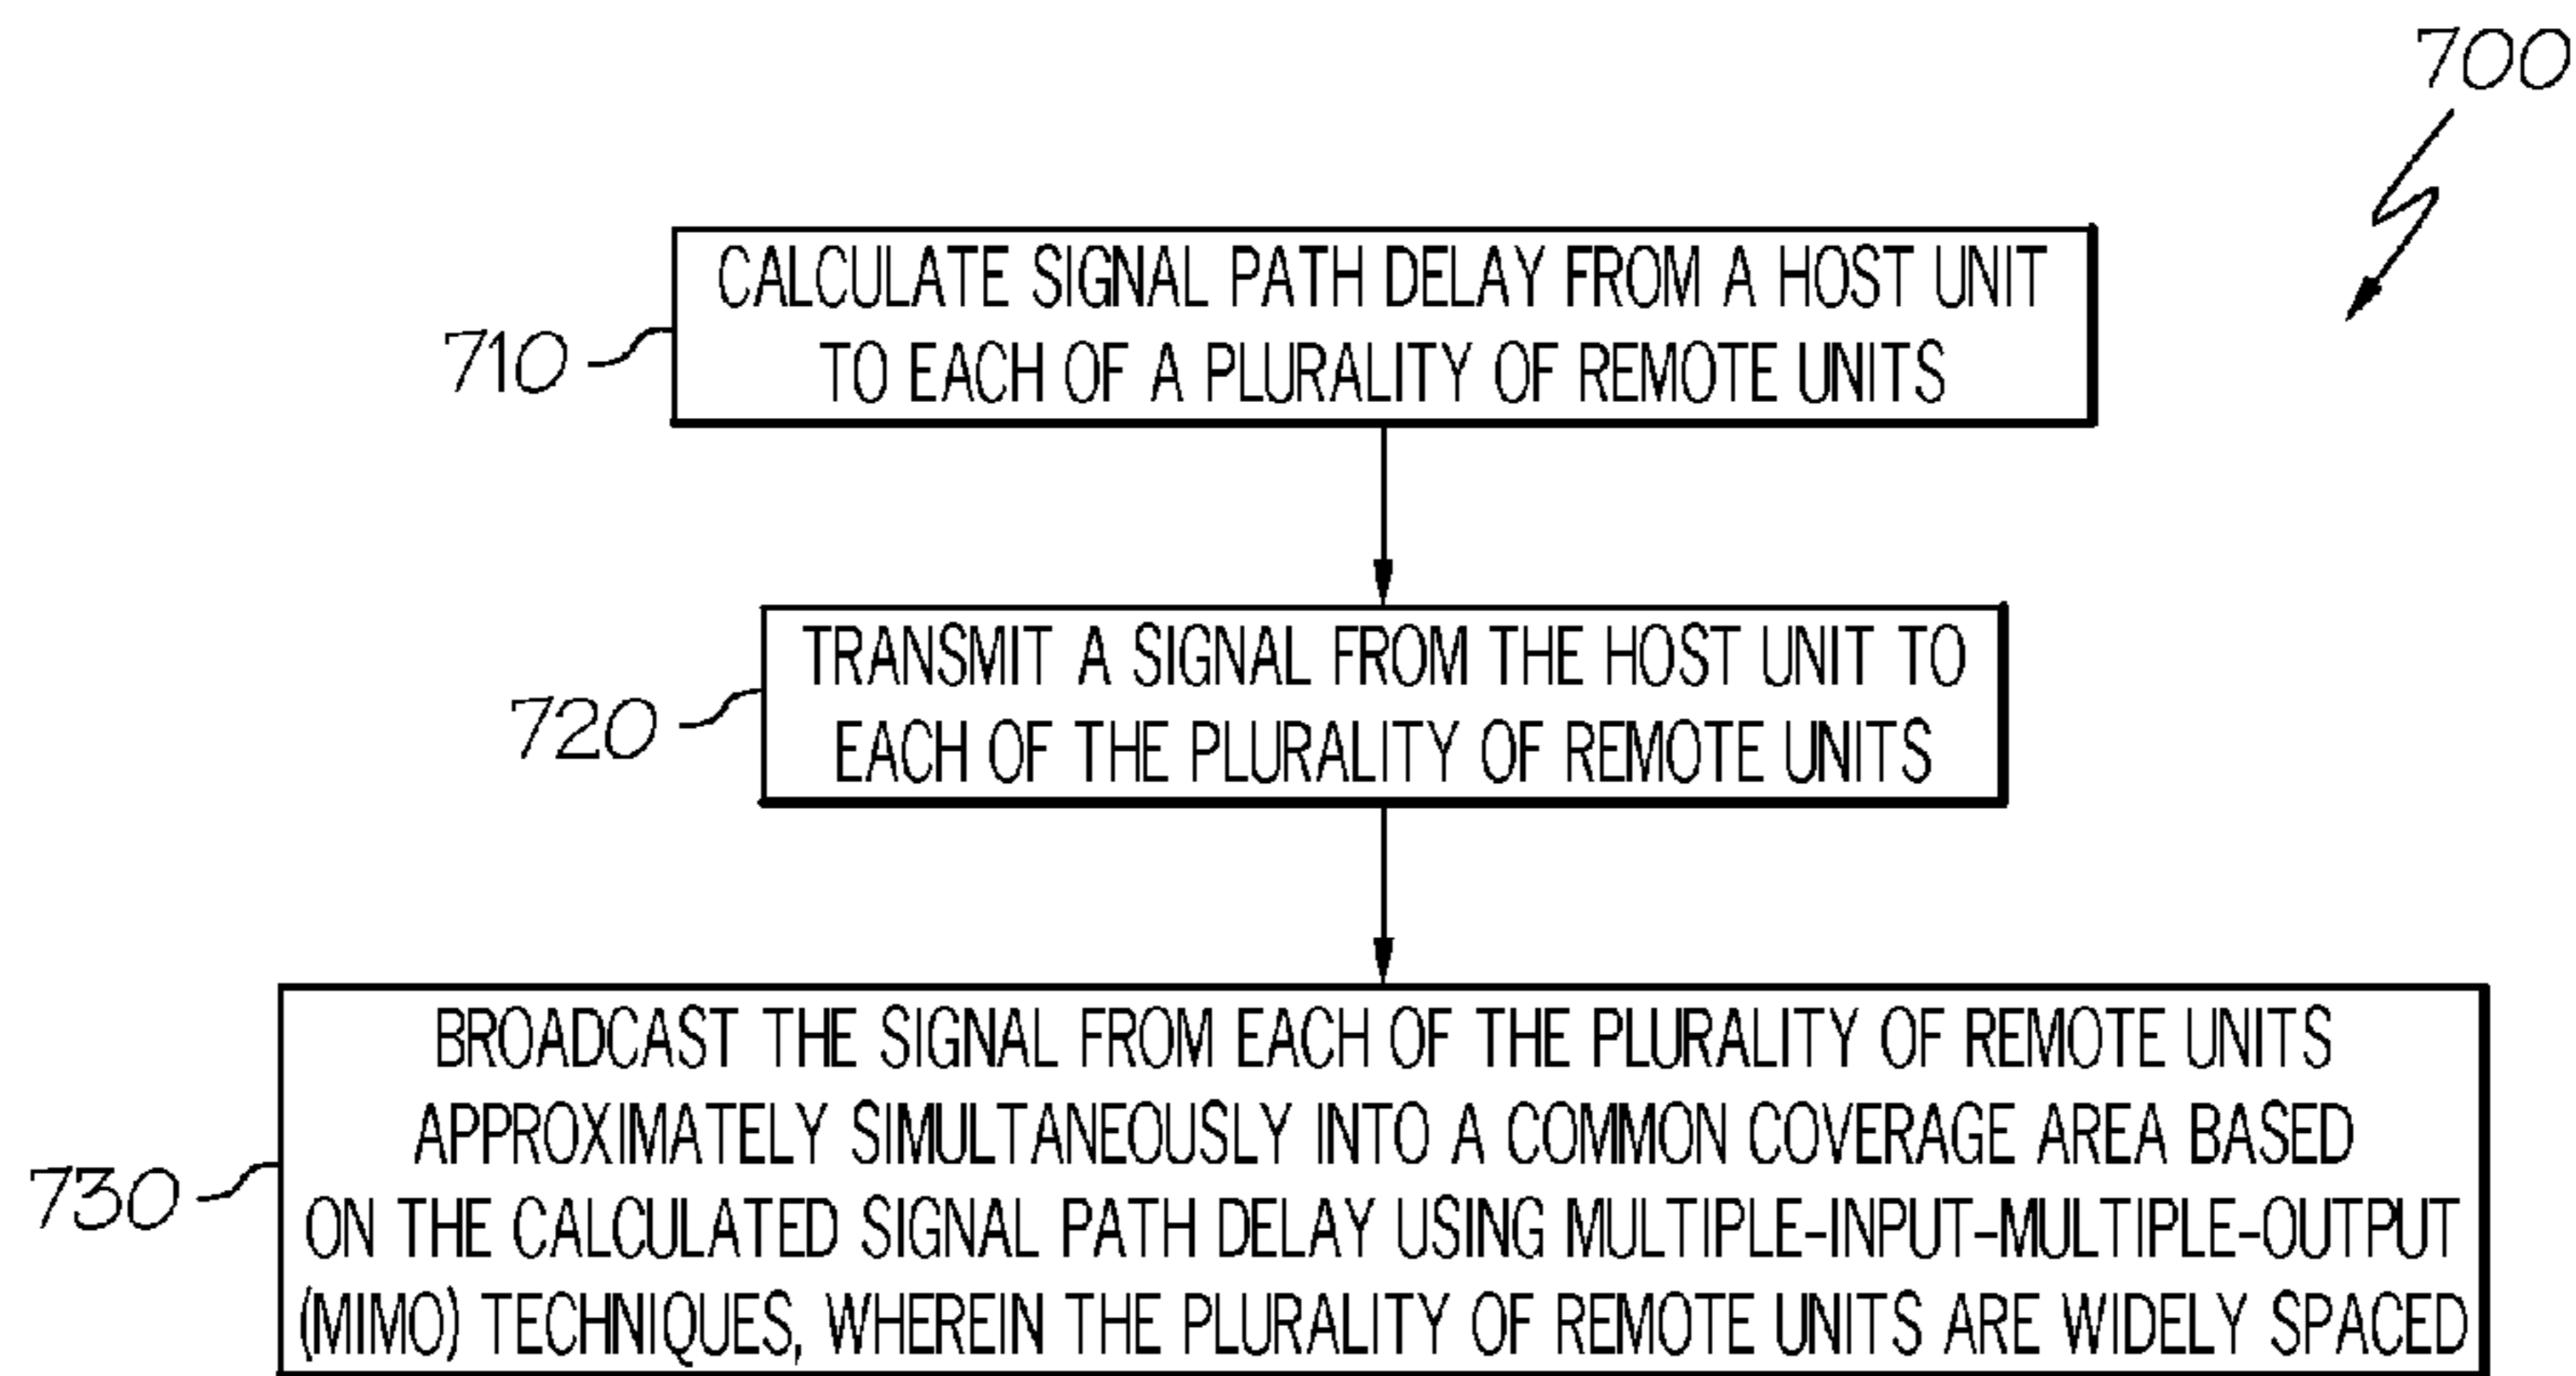 700
710
CALCULATE SIGNAL PATH DELAY FROM A HOST UNIT
TO EACH OF A PLURALITY OF REMOTE UNITS
720
TRANSMIT A SIGNAL FROM THE HOST UNIT TO
EACH OF THE PLURALITY OF REMOTE UNITS
730
BROADCAST THE SIGNAL FROM EACH OF THE PLURALITY OF REMOTE UNITS
APPROXIMATELY SIMULTANEOUSLY INTO A COMMON COVERAGE AREA BASED
ON THE CALCULATED SIGNAL PATH DELAY USING MULTIPLE-INPUT-MULTIPLE-OUTPUT
(MIMO) TECHNIQUES, WHEREIN THE PLURALITY OF REMOTE UNITS ARE WIDELY SPACED